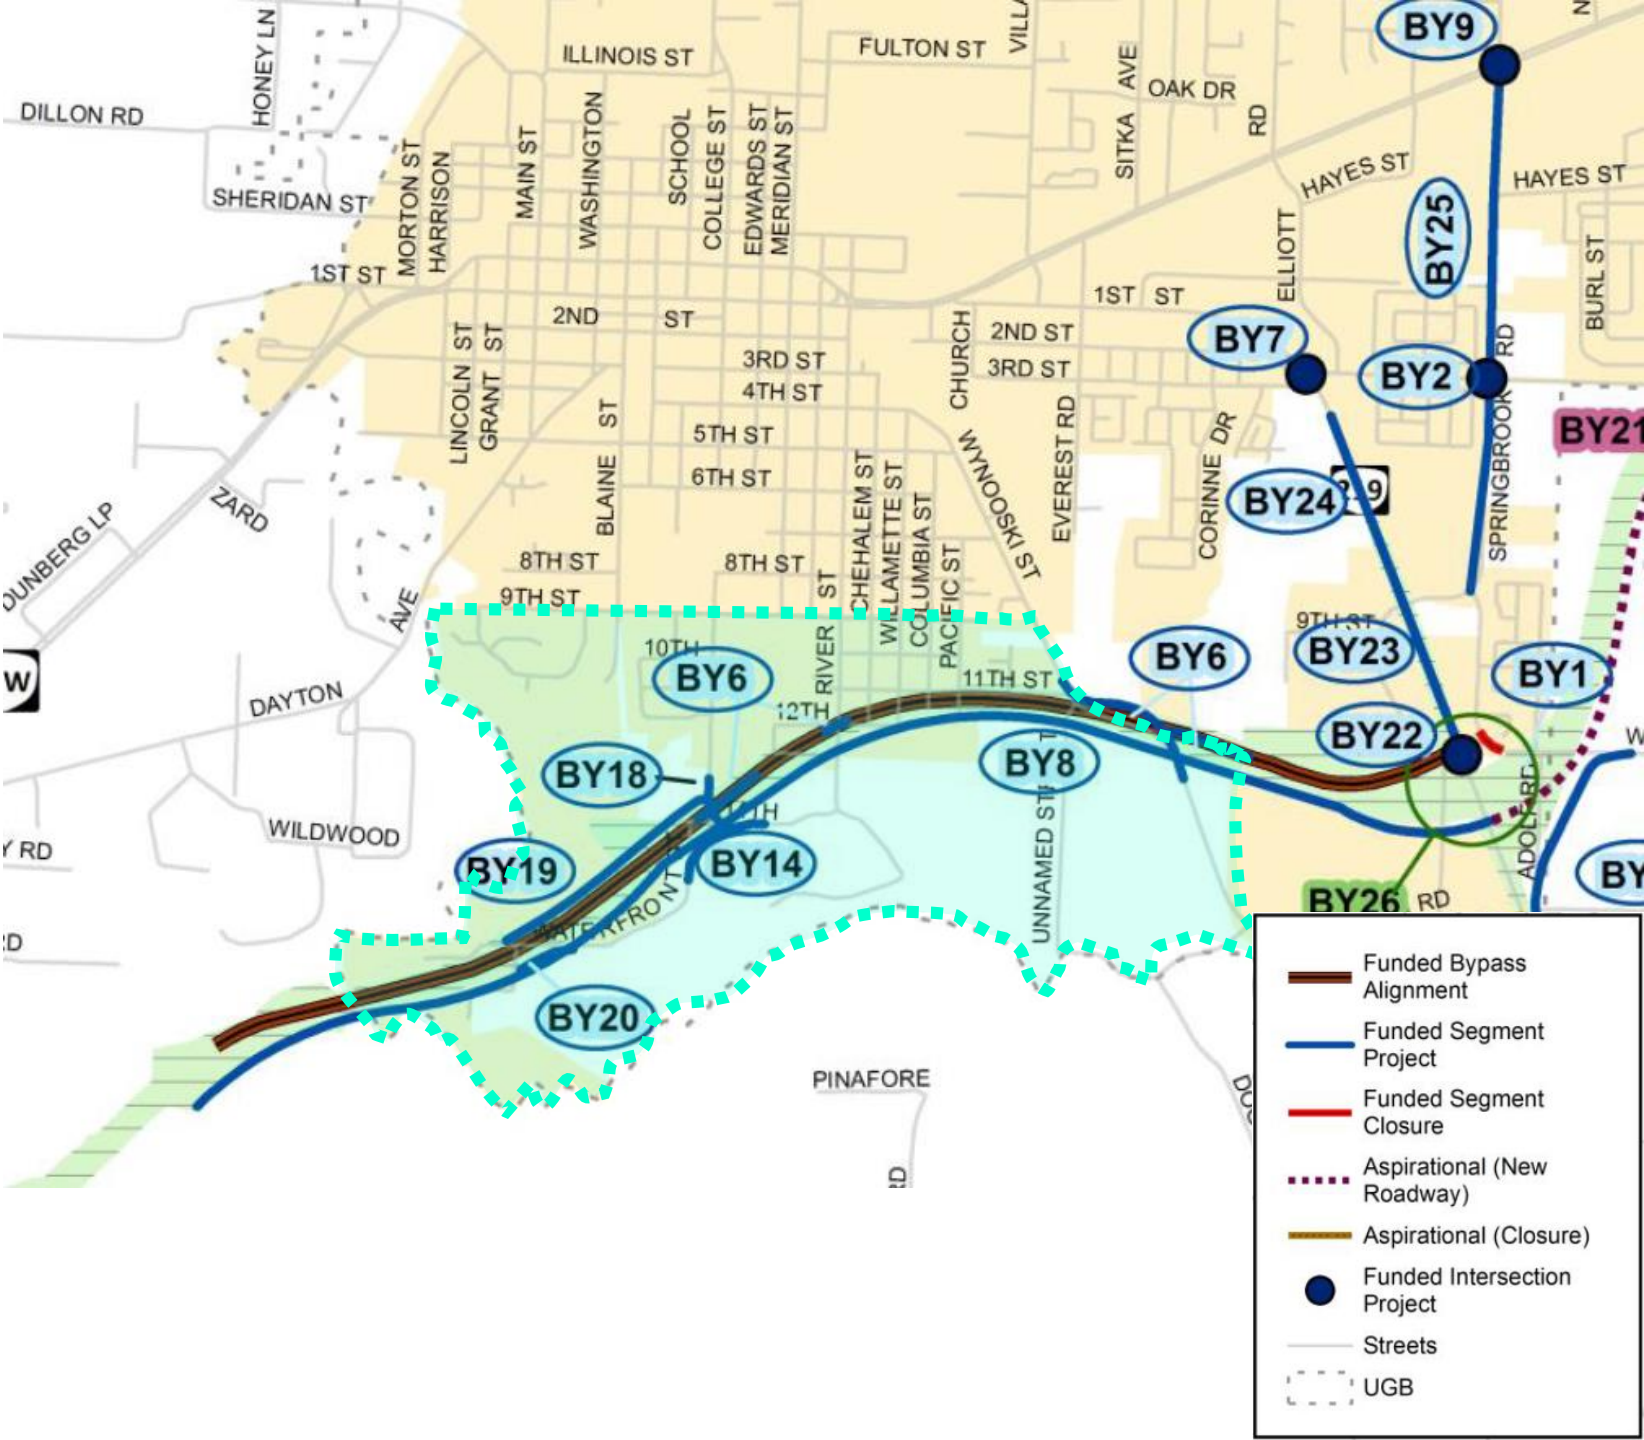 BY9
HONEY LN
ILLINOIS ST
FULTON ST
OAK DR
SITKA AVE
RD
DILLON RD
MORTON ST
HARRISON
MAIN ST
WASHINGTON
SCHOOL
COLLEGE ST
EDWARDS ST
MERIDIAN ST
HAYES ST
HAYES ST
SHERIDAN ST
BY25
ELLIOTT
BURL ST
1ST ST
1ST ST
2ND ST
2ND ST
3RD ST
3RD ST
4TH ST
5TH ST
6TH ST
BY7
BY2
RD
SPRINGBROOK
BY21
LINCOLN ST
GRANT ST
BLAINE ST
CHURCH
WYNOOSKI ST
EVEREST RD
CORINNE DR
BY24
CHEHALEM ST
WILLAMETTE ST
COLUMBIA ST
PACIFIC ST
RIVER ST
DUNBERG LP
ZARD
8TH ST
8TH ST
9TH ST
9TH ST
AVE
DAYTON
W
10TH
BY6
11TH ST
12TH
BY6
BY23
BY1
BY22
BY18
BY8
BY14
BY19
WILDWOOD
Y RD
RD
WATERFRONT
UNNAMED ST
BY26
RD
BY20
PINAFORE
RD
Funded Bypass
Alignment
Funded Segment
Project
Funded Segment
Closure
Aspirational (New
Roadway)
Aspirational (Closure)
Funded Intersection
Project
Streets
UGB